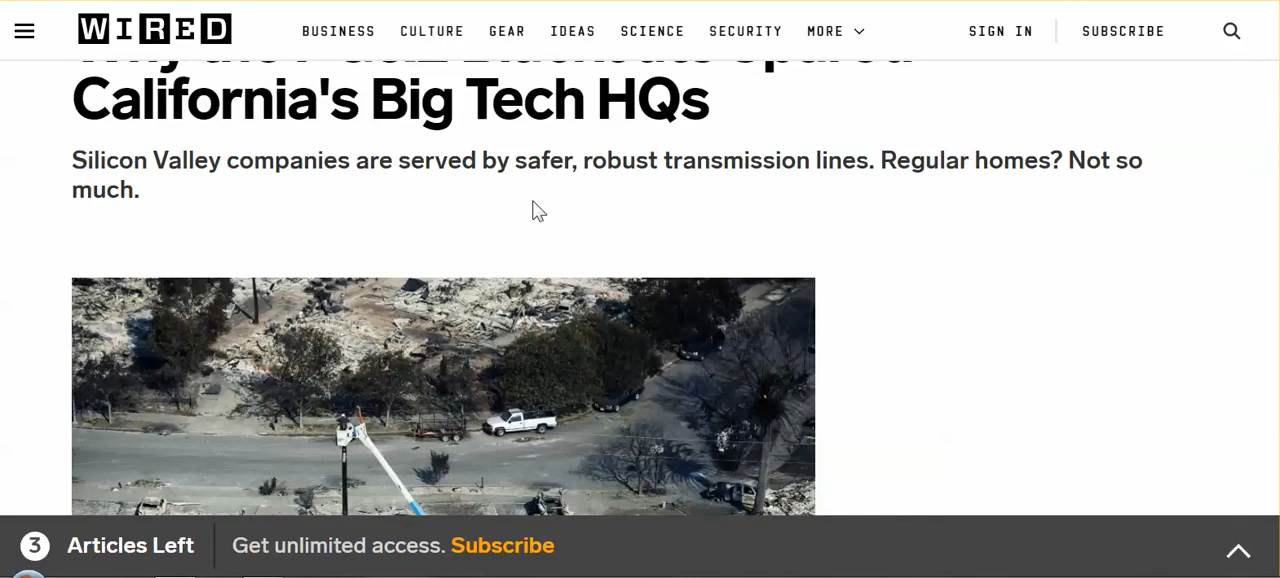 WIRED
BUSINESS CULTURE GEAR IDEAS SCIENCE SECURITY MORE SIGN IN SUBSCRIBE
California's Big Tech HQs
Silicon Valley companies are served by safer, robust transmission lines. Regular homes? Not so
much.
3 Articles Left Get unlimited access. Subscribe